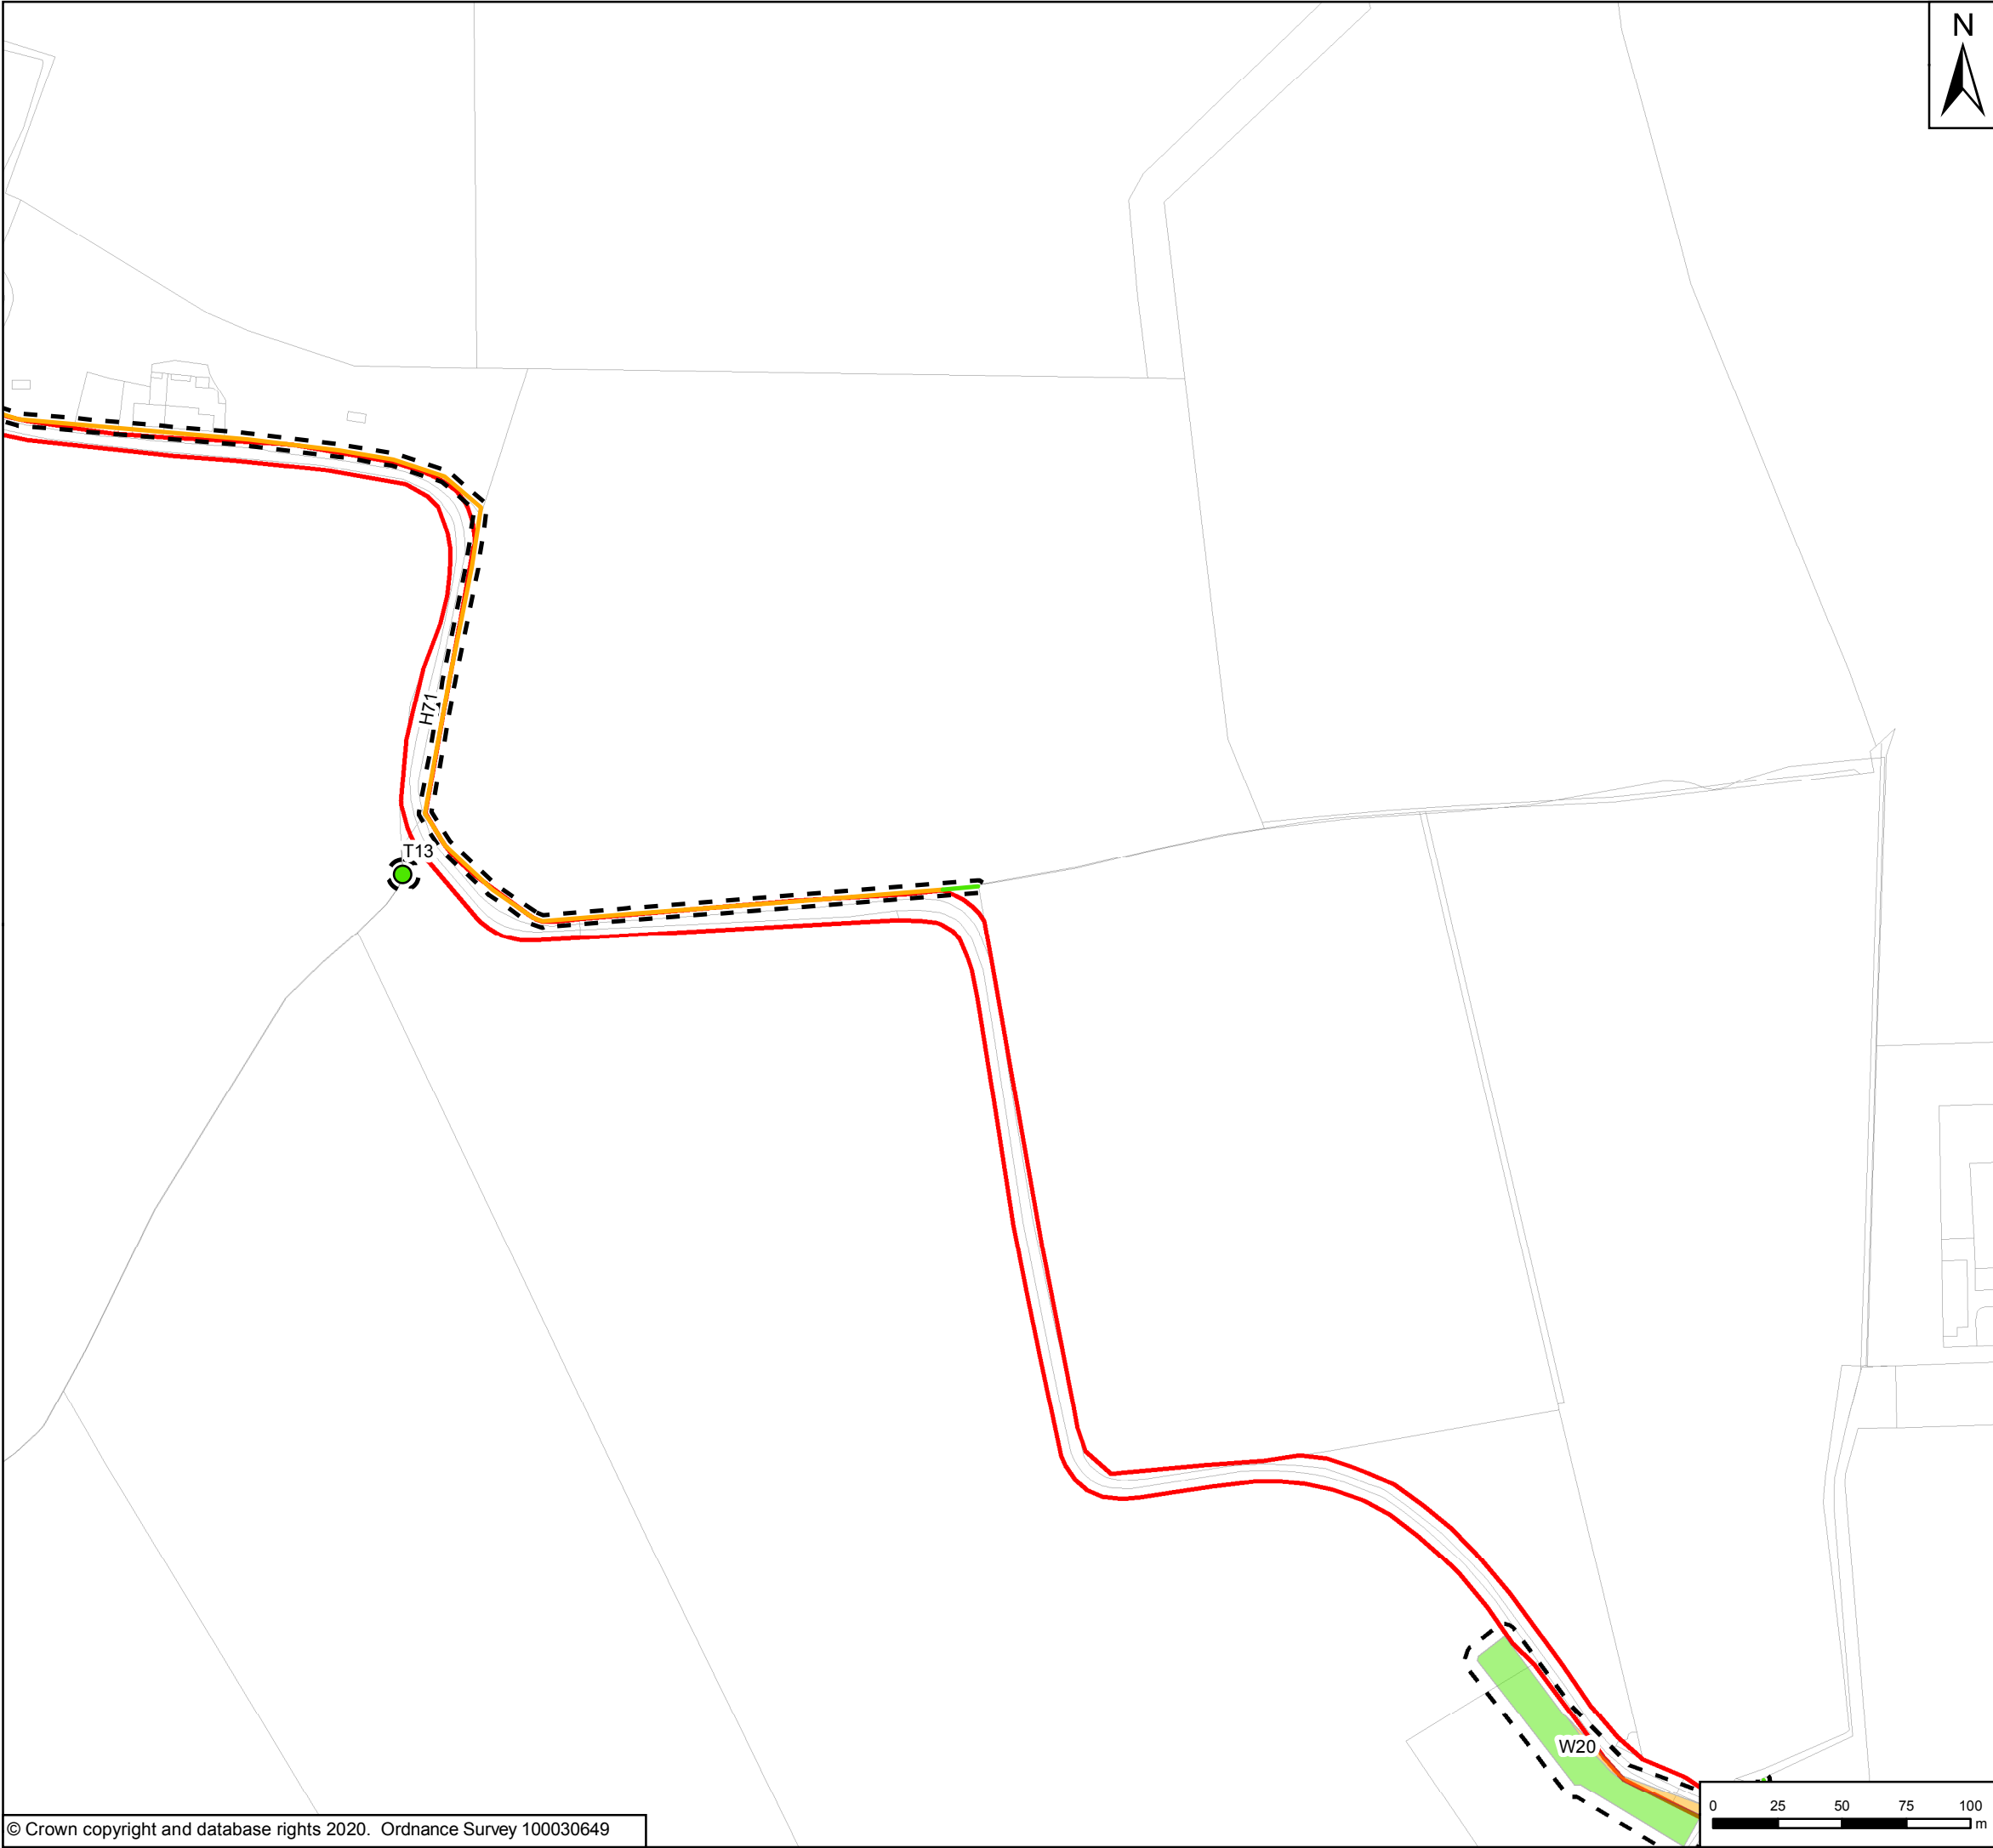 N
H71
T13
W20
0 25 50 75 100
m
© Crown copyright and database rights 2020. Ordnance Survey 100030649